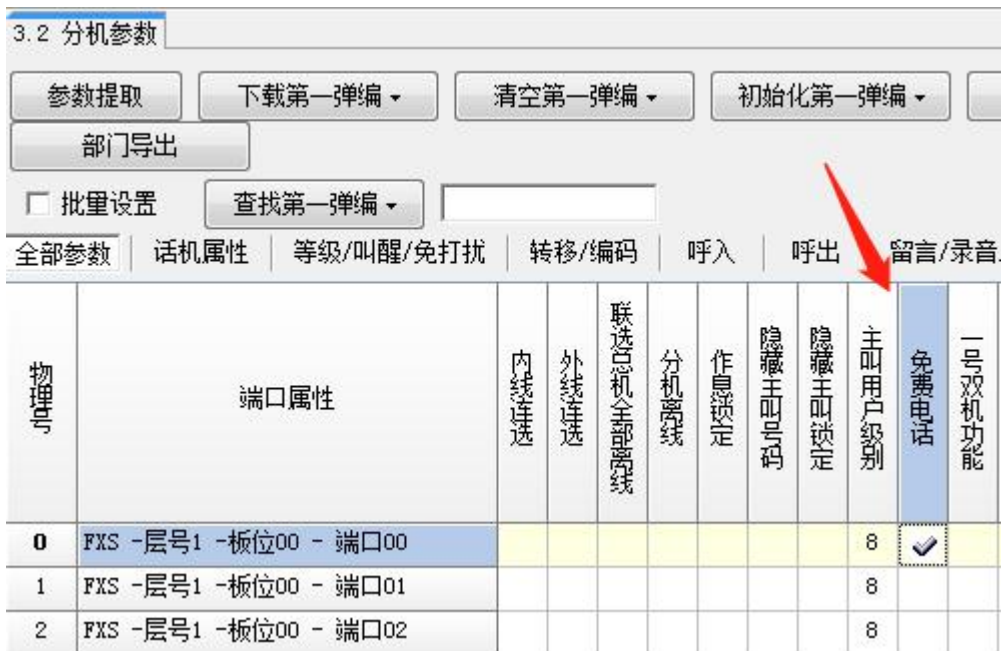 3.2 分机参数
参数提取 下载第一弹编 清空第一弹编 初始化第一弹编
部门导出
批量设置 查找第一弹编
全部参数 话机属性 等级/叫醒/免打扰 转移/编码 呼入 呼出 留言/录音
物理号 端口属性 内线连选 外线连选 联选总机全部离线 分机离线 作息锁定 隐藏主叫号码 隐藏主叫锁定 主叫用户级别 免费电话 一号双机功能
0 FXS -层号1 -板位00 - 端口00 8
1 FXS -层号1 -板位00 - 端口01 8
2 FXS -层号1 -板位00 - 端口02 8